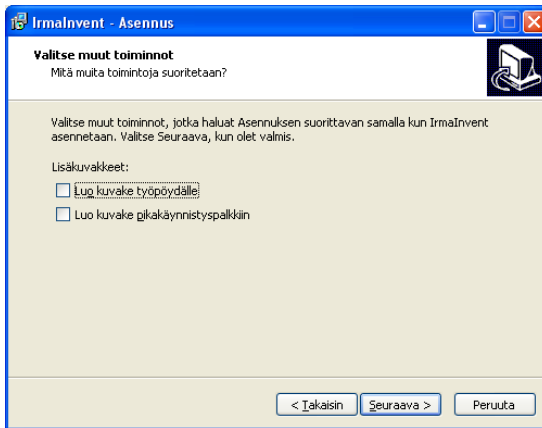 IrmaInvent - Asennus
Valitse muut toiminnot
Mitä muita toimintoja suoritetaan?
Valitse muut toiminnot, jotka haluat Asennuksen suorittavan samalla kun IrmaInvent
asennetaan. Valitse Seuraava, kun olet valmis.
Lisäkuvakkeet:
Luo kuvake työpöydälle
Luo kuvake pikakäynnistyspalkkiin
< Takaisin
Seuraava >
Peruuta